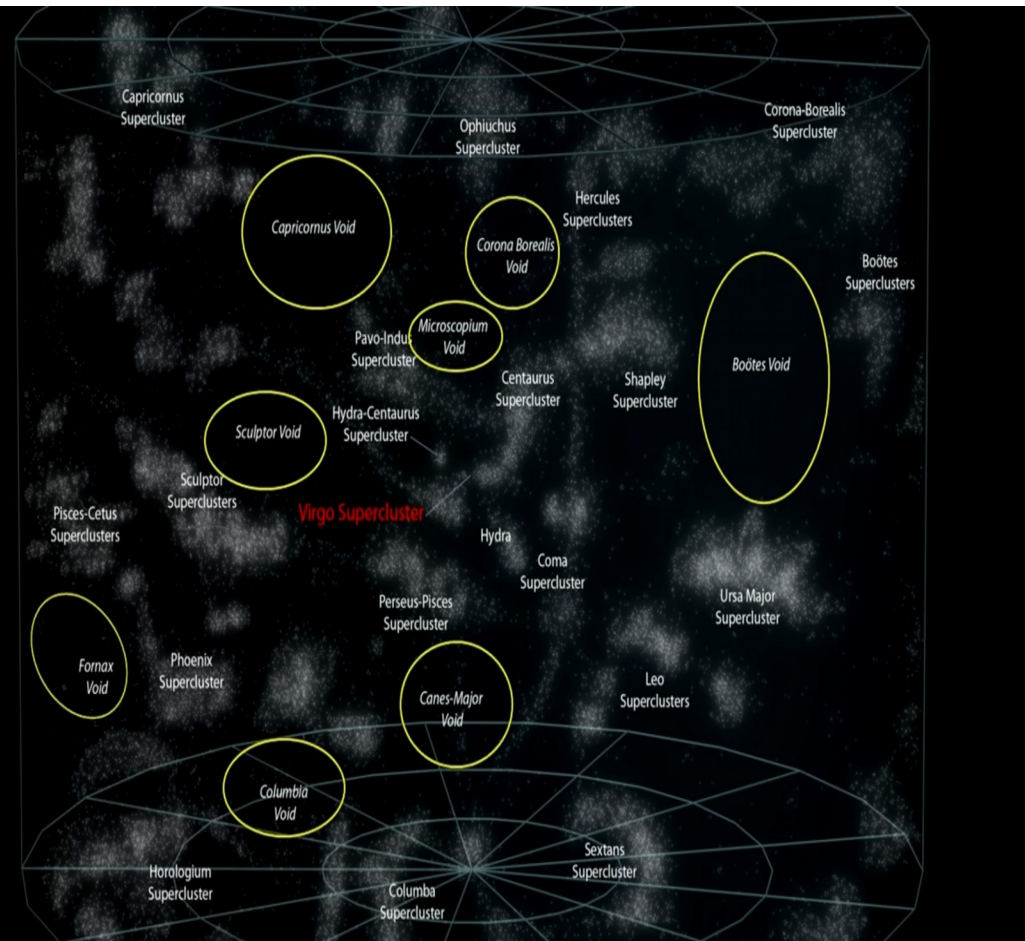 Capricornus
Supercluster
Ophiuchus
Supercluster
Corona-Borealis
Supercluster
Capricornus Void
Hercules
Superclusters
Corona Borealis
Void
Boötes
Superclusters
Microscopium
Void
Pavo-Indus
Supercluster
Boötes Void
Centaurus
Supercluster
Shapley
Supercluster
Hydra-Centaurus
Supercluster
Sculptor Void
Sculptor
Superclusters
Virgo Supercluster
Pisces-Cetus
Superclusters
Hydra
Coma
Supercluster
Perseus-Pisces
Supercluster
Ursa Major
Supercluster
Fornax
Void
Phoenix
Supercluster
Canes-Major
Void
Leo
Superclusters
Columbia
Void
Horologium
Supercluster
Columba
Supercluster
Sextans
Supercluster